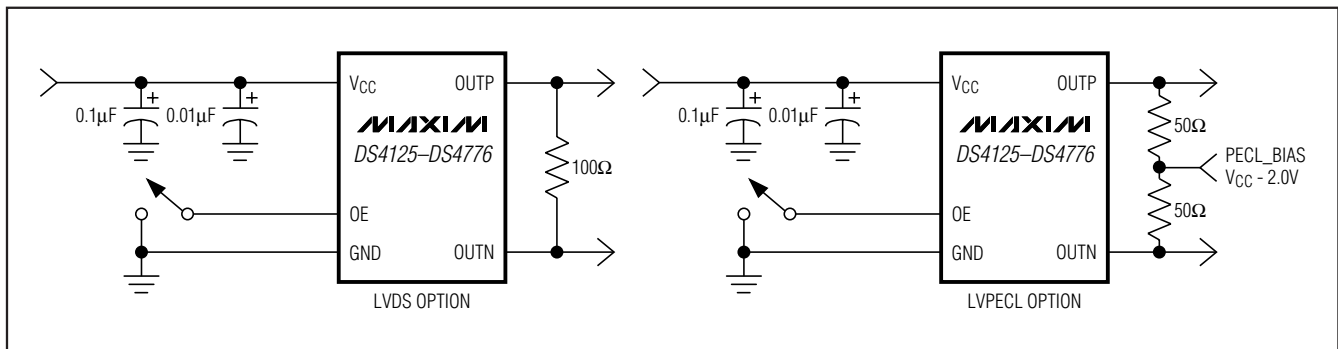 VCC OUTP
0.1µF + 0.01µF +
MAXIM
DS4125–DS4776
100Ω
OE
GND OUTN
LVDS OPTION
VCC OUTP
0.1µF + 0.01µF +
MAXIM
DS4125–DS4776
50Ω
PECL_BIAS
VCC - 2.0V
50Ω
OE
GND OUTN
LVPECL OPTION